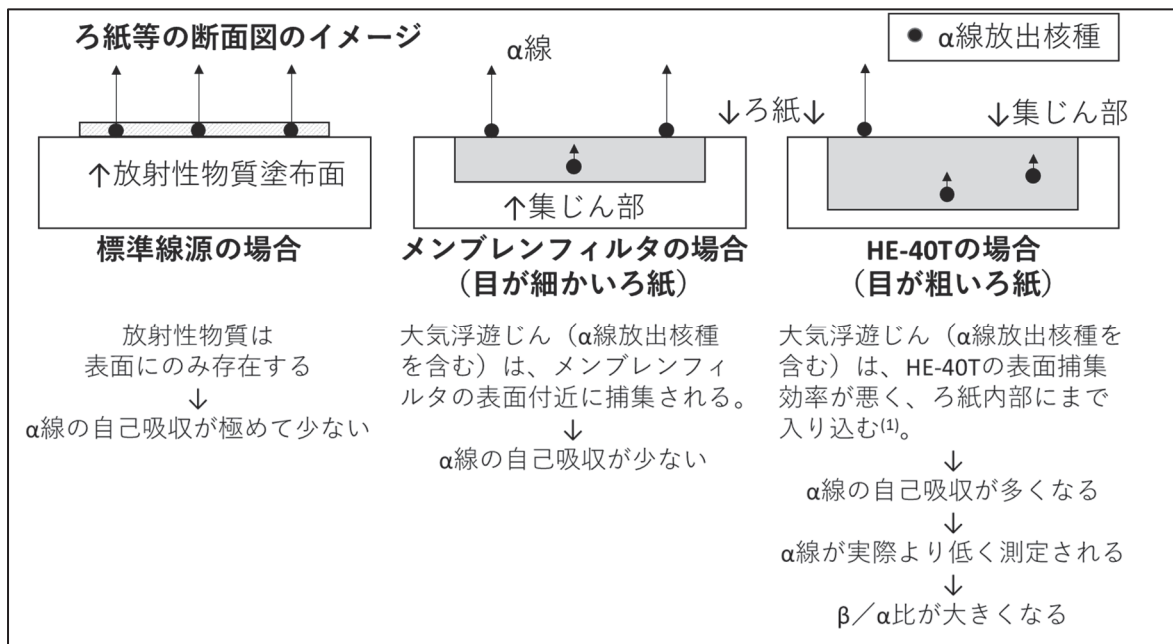 ろ紙等の断面図のイメージ
● α線放出核種
α線
↓ろ紙↓
↓集じん部
↑放射性物質塗布面
↑集じん部
標準線源の場合
メンブレンフィルタの場合
（目が細かいろ紙）
HE-40Tの場合
（目が粗いろ紙）
放射性物質は
表面にのみ存在する
↓
α線の自己吸収が極めて少ない
大気浮遊じん（α線放出核種
を含む）は、メンブレンフィ
ルタの表面付近に捕集される。
↓
α線の自己吸収が少ない
大気浮遊じん（α線放出核種を
含む）は、HE-40Tの表面捕集
効率が悪く、ろ紙内部にまで
入り込む(1)。
↓
α線の自己吸収が多くなる
↓
α線が実際より低く測定される
↓
β／α比が大きくなる